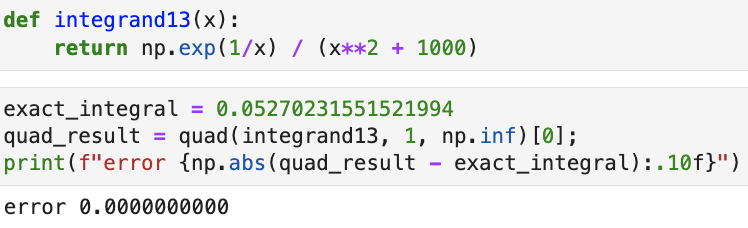 def integrand13(x):
    return np.exp(1/x) / (x**2 + 1000)
exact_integral = 0.05270231551521994
quad_result = quad(integrand13, 1, np.inf)[0];
print(f"error {np.abs(quad_result - exact_integral):.10f}")
error 0.0000000000